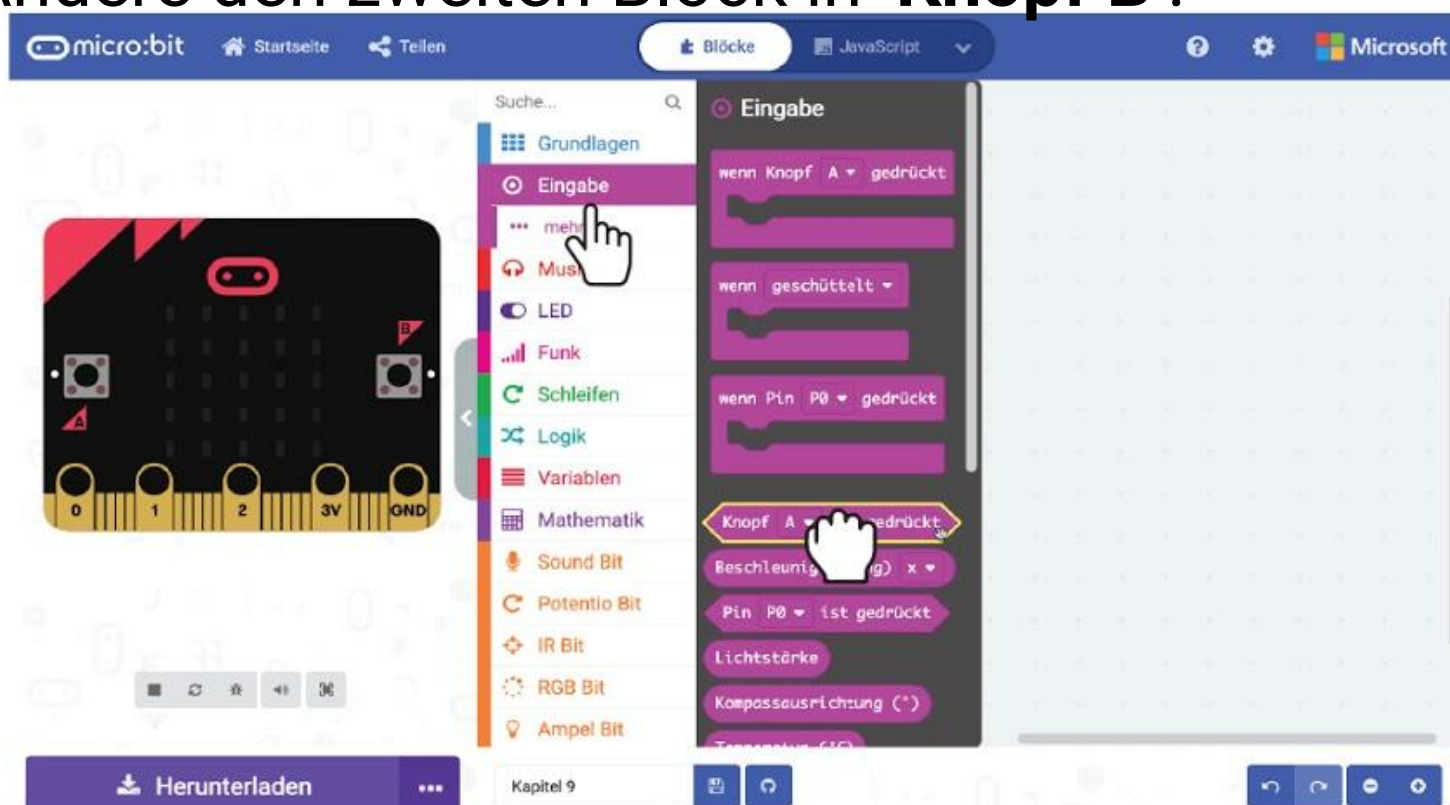 Ändere den zweiten Block in "Knopf B".
micro:bit Startseite Teilen Blöcke JavaScript Microsoft
Suche...
Grundlagen
Eingabe
mehr
LED
Funk
Schleifen
Logik
Variablen
Mathematik
Sound Bit
Potentio Bit
IR Bit
RGB Bit
Ampel Bit
Eingabe
wenn Knopf A gedrückt
wenn geschüttelt
wenn Pin P0 gedrückt
Knopf A
x
Pin P0 ist gedrückt
Lichtstärke
Kompassausrichtung (°)
B
A
0 1 2 3V GND
Herunterladen ...
Kapitel 9